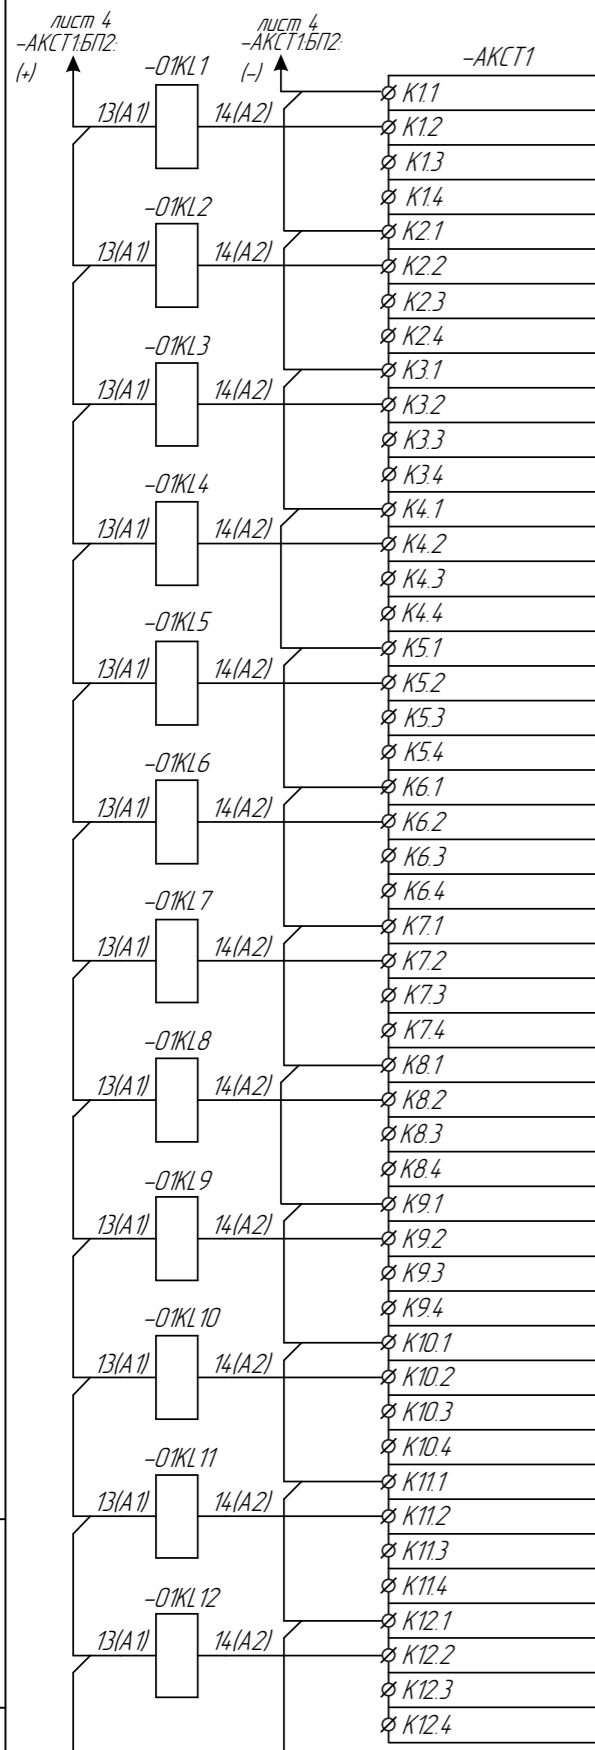 лист 4
-АКСТ1:БП2:
(+)
лист 4
-АКСТ1:БП2:
(-)
-АКСТ1
-01KL1
13(A1) 14(A2)
K1.1
K1.2
K1.3
K1.4
-01KL2
13(A1) 14(A2)
K2.1
K2.2
K2.3
K2.4
-01KL3
13(A1) 14(A2)
K3.1
K3.2
K3.3
K3.4
-01KL4
13(A1) 14(A2)
K4.1
K4.2
K4.3
K4.4
-01KL5
13(A1) 14(A2)
K5.1
K5.2
K5.3
K5.4
-01KL6
13(A1) 14(A2)
K6.1
K6.2
K6.3
K6.4
-01KL7
13(A1) 14(A2)
K7.1
K7.2
K7.3
K7.4
-01KL8
13(A1) 14(A2)
K8.1
K8.2
K8.3
K8.4
-01KL9
13(A1) 14(A2)
K9.1
K9.2
K9.3
K9.4
-01KL10
13(A1) 14(A2)
K10.1
K10.2
K10.3
K10.4
-01KL11
13(A1) 14(A2)
K11.1
K11.2
K11.3
K11.4
-01KL12
13(A1) 14(A2)
K12.1
K12.2
K12.3
K12.4